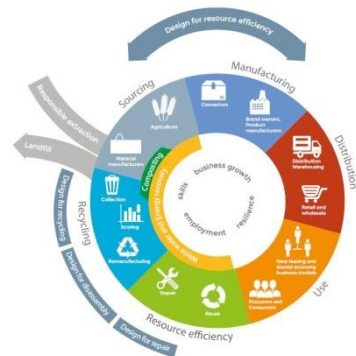 Design for resource efficiency
Manufacturing
Sourcing
Responsible extraction
Landfill
Agriculture
Material
manufacturers
Convertors
Brand owners,
Product
manufacturers
Distribution
Distribution
Warehousing
Retail and
wholesale
Use
New leasing and
shared economy
business models
Procurers and
Consumers
Resource efficiency
Reuse
Repair
Recycling
Remanufacturing
Sorting
Collection
Composting
Waste and Energy recovery
business growth
skills
resilience
employment
Design for recycling
Design for disassembly
Design for repair